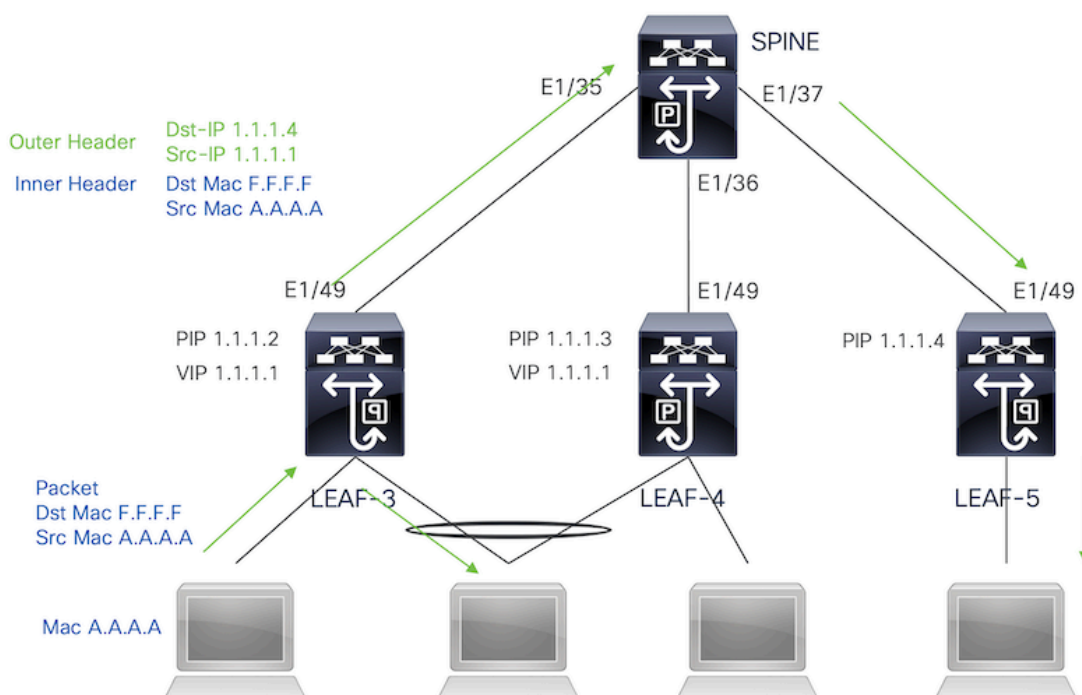 SPINE
E1/35
E1/37
Outer Header
Dst-IP 1.1.1.4
Src-IP 1.1.1.1
Inner Header
Dst Mac F.F.F.F
Src Mac A.A.A.A
P
E1/36
E1/49
E1/49
E1/49
PIP 1.1.1.2
VIP 1.1.1.1
PIP 1.1.1.3
VIP 1.1.1.1
PIP 1.1.1.4
P
P
P
Packet
Dst Mac F.F.F.F
Src Mac A.A.A.A
LEAF-3
LEAF-4
LEAF-5
Mac A.A.A.A